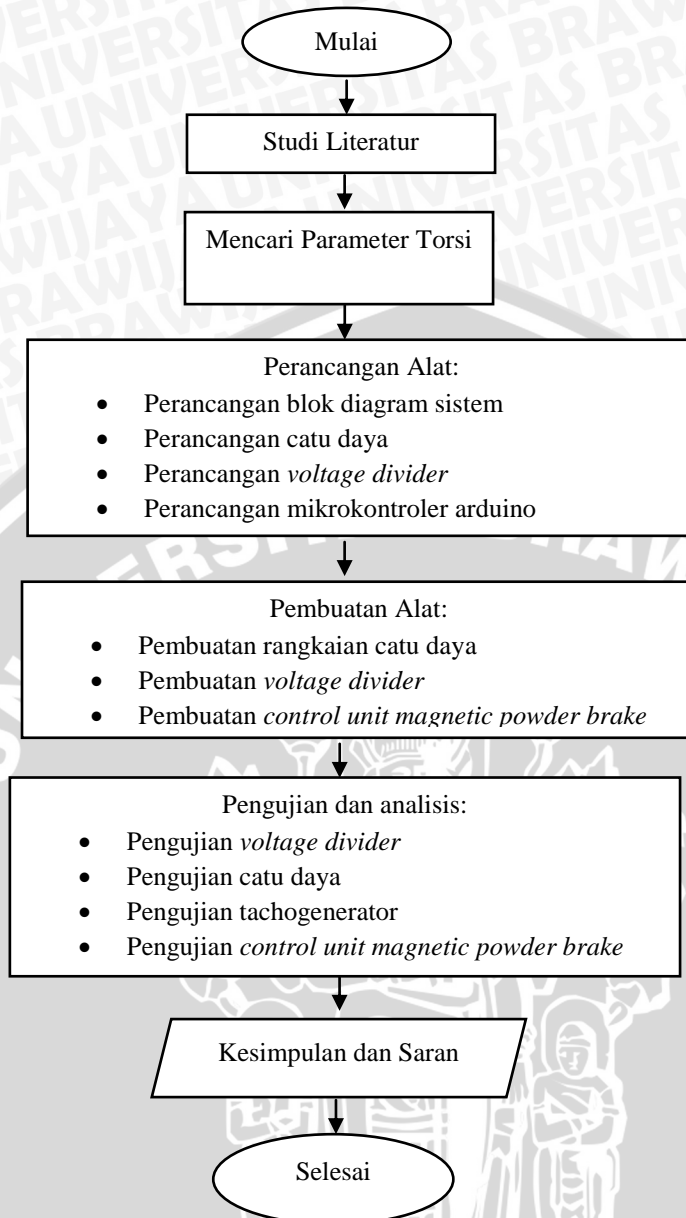 Mulai
Studi Literatur
Mencari Parameter Torsi
Perancangan Alat:
• Perancangan blok diagram sistem
• Perancangan catu daya
• Perancangan voltage divider
• Perancangan mikrokontroler arduino
Pembuatan Alat:
• Pembuatan rangkaian catu daya
• Pembuatan voltage divider
• Pembuatan control unit magnetic powder brake
Pengujian dan analisis:
• Pengujian voltage divider
• Pengujian catu daya
• Pengujian tachogenerator
• Pengujian control unit magnetic powder brake
Kesimpulan dan Saran
Selesai